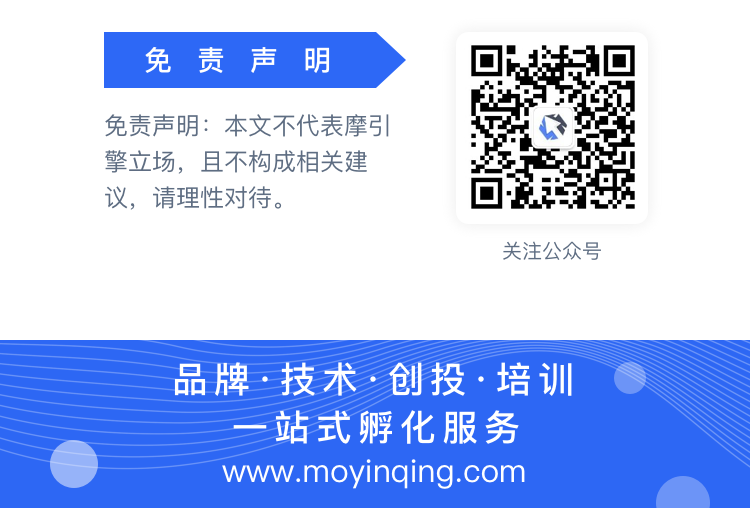 免责声明
免责声明：本文不代表摩引
擎立场，且不构成相关建
议，请理性对待。
关注公众号
品牌·技术·创投·培训
一站式孵化服务
www.moyinqing.com